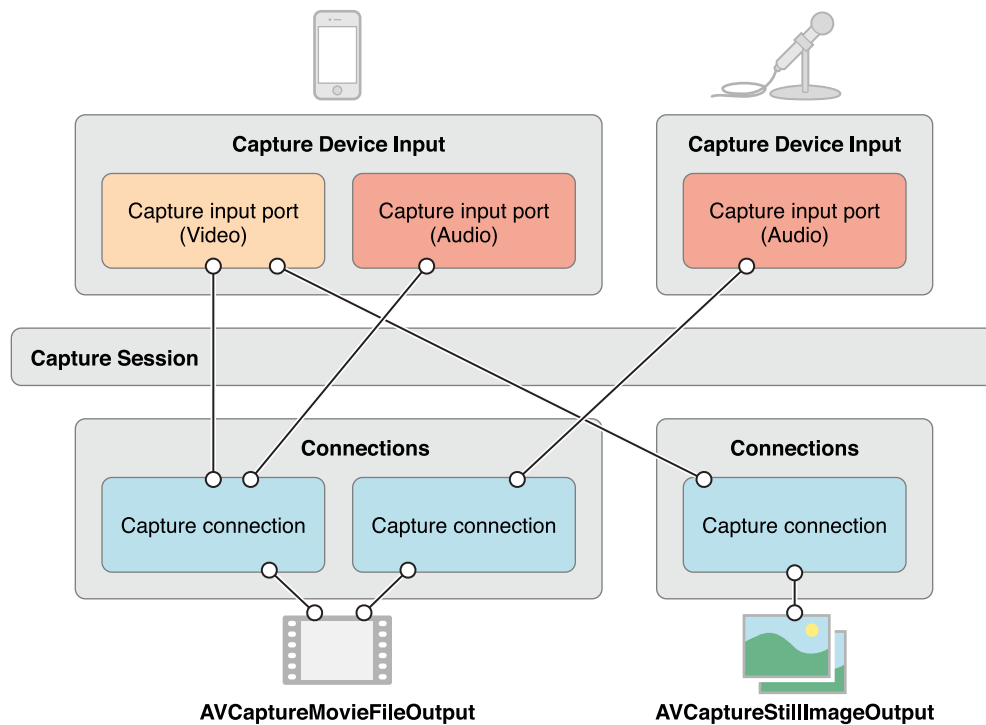 Capture Device Input
Capture Device Input
Capture input port
(Video)
Capture input port
(Audio)
Capture input port
(Audio)
Capture Session
Connections
Connections
Capture connection
Capture connection
Capture connection
AVCaptureMovieFileOutput
AVCaptureStillImageOutput